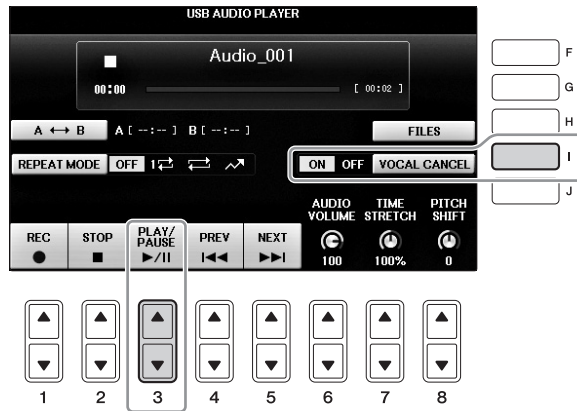 USB AUDIO PLAYER
Audio_001
00:00 [ 00:02 ]
A ↔ B A [ --:-- ] B [ --:-- ] FILES
REPEAT MODE OFF 1 ON OFF VOCAL CANCEL
AUDIO VOLUME TIME STRETCH PITCH SHIFT
100 100% 0
REC STOP PLAY/PAUSE PREV NEXT
F
G
H
I
J
1 2 3 4 5 6 7 8